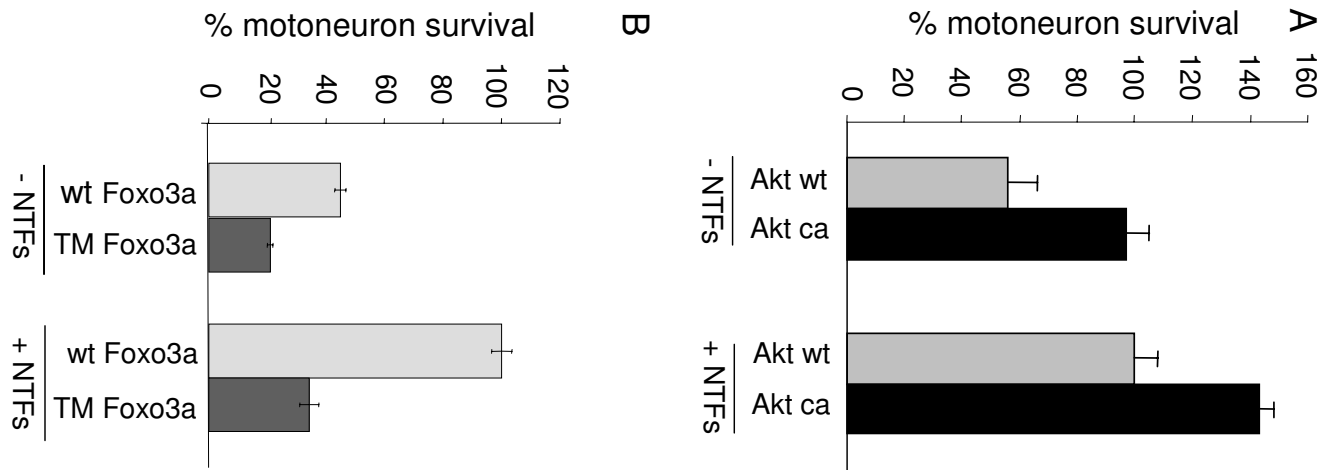 A
% motoneuron survival
0 20 40 60 80 100 120 140 160
Akt wt
Akt ca
- NTFs
Akt wt
Akt ca
+ NTFs
B
% motoneuron survival
0 20 40 60 80 100 120
wt Foxo3a
TM Foxo3a
- NTFs
wt Foxo3a
TM Foxo3a
+ NTFs